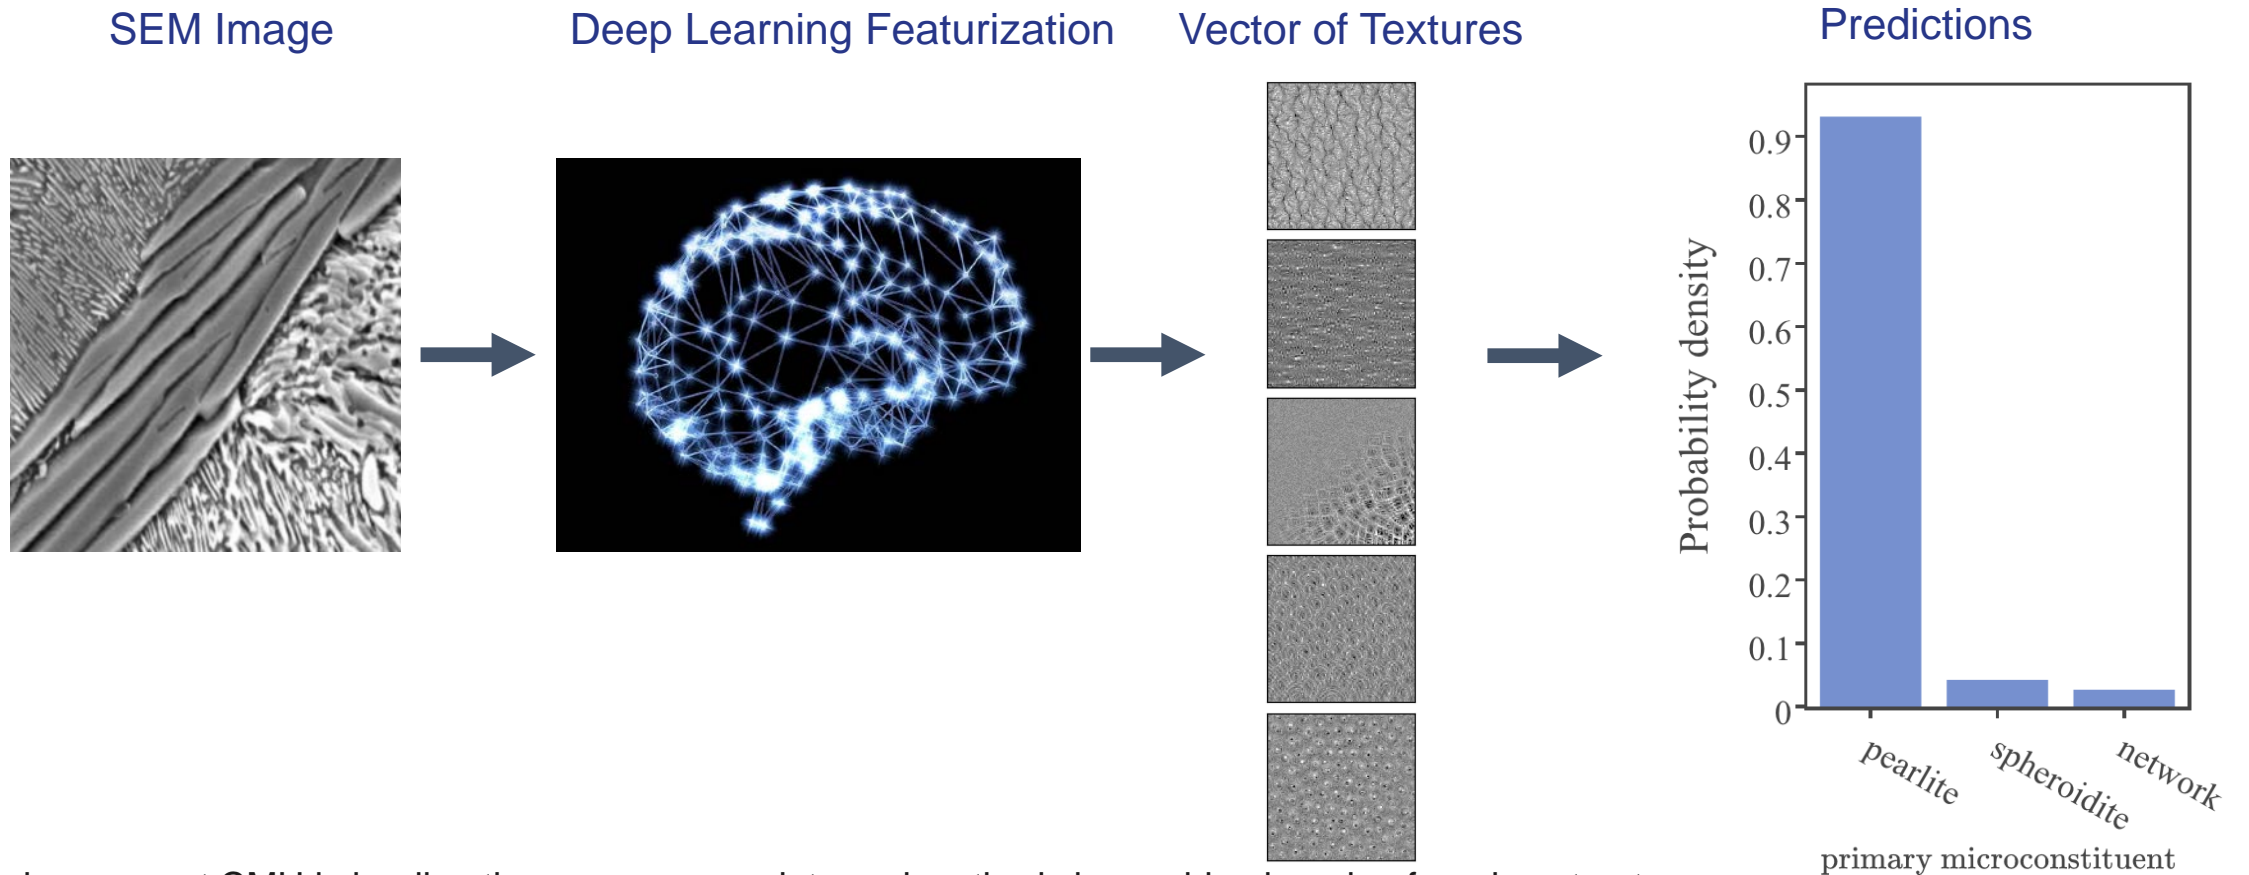 SEM Image
Deep Learning Featurization
Vector of Textures
Predictions
Probability density
0.9
0.8
0.7
0.6
0.5
0.4
0.3
0.2
0.1
0
pearlite
spheroidite
network
primary microconstituent